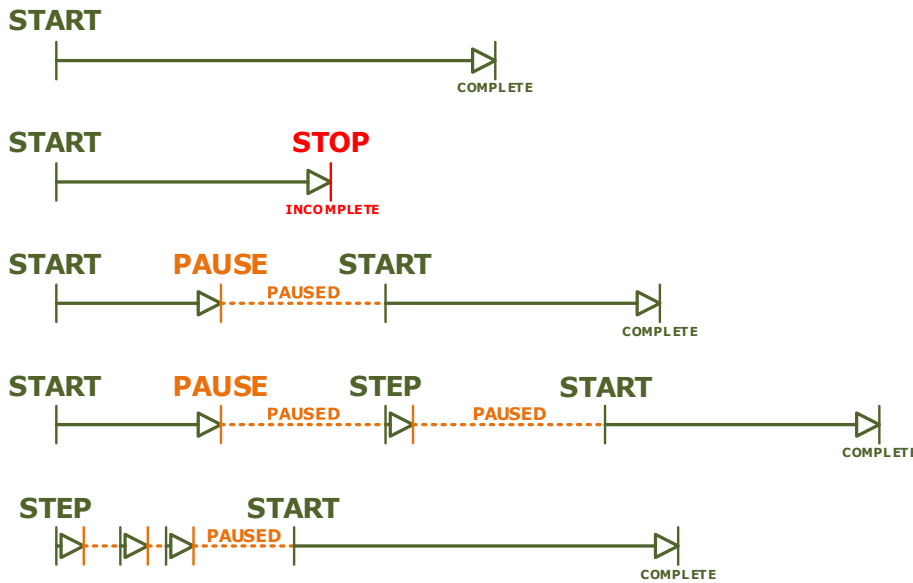 START
COMPLETE
START STOP
INCOMPLETE
START PAUSE START
PAUSED
COMPLETE
START PAUSE STEP START
PAUSED PAUSED
COMPLETE
STEP START
PAUSED
COMPLETE